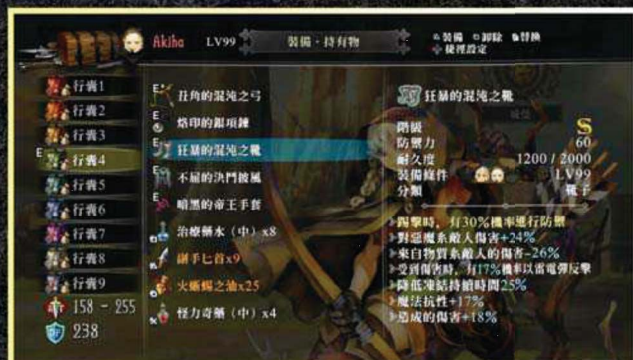 Akiha LV99 裝備・持有物 裝備 卸除 替換
捷徑設定
行囊1
行囊2
行囊3
E 行囊4
行囊5
行囊6
行囊7
行囊8
行囊9
158 - 255
238
E 丑角的混沌之弓
E 烙印的銀項鍊
E 狂暴的混沌之靴
E 不屈的決鬥披風
E 暗黑的帝王手套
治療藥水（中）x8
副手匕首x9
火蜥蜴之油x25
怪力奇藥（中）x4
狂暴的混沌之靴
階級 S
防禦力 60
耐久度 1200 / 2000
裝備條件 LV99
分類 靴子
踢擊時，有30%機率進行防禦
對惡魔系敵人傷害+24%
來自物質系敵人的傷害-26%
受到傷害時，有17%機率以雷電彈反擊
降低凍結持續時間25%
魔法抗性+17%
造成的傷害+18%